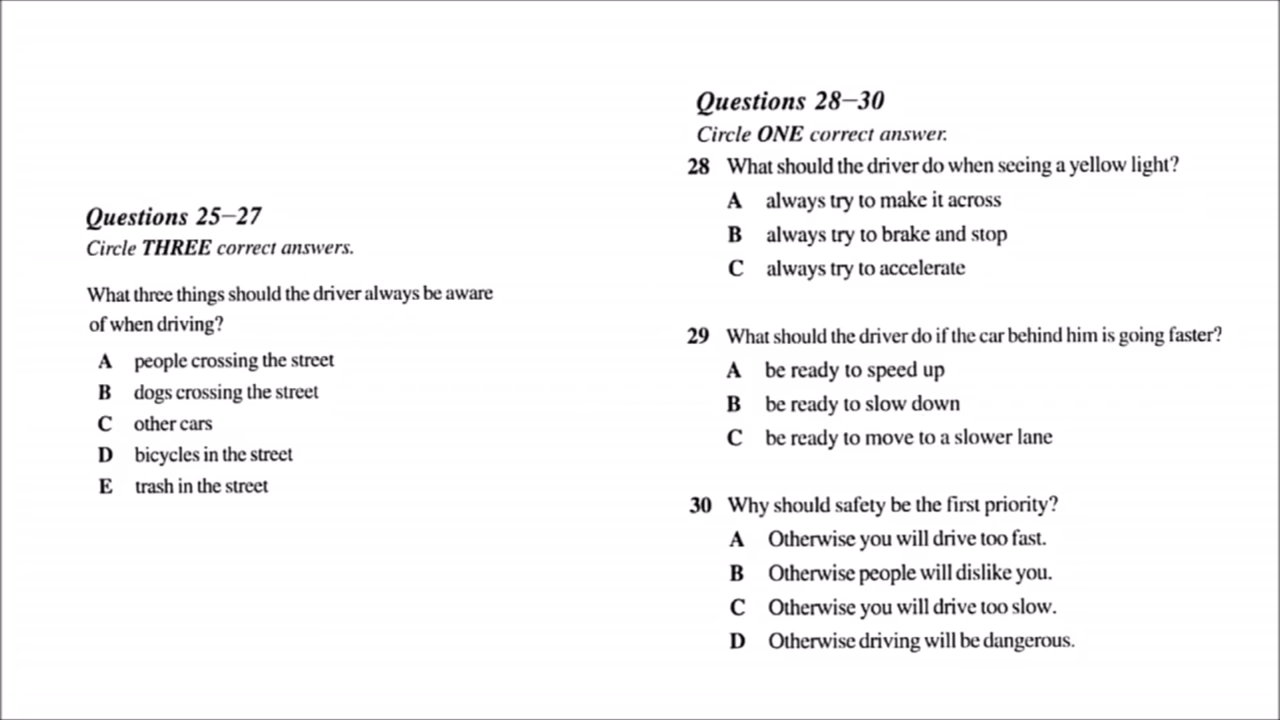 Questions 25–27
Circle THREE correct answers.
What three things should the driver always be aware
of when driving?
A people crossing the street
B dogs crossing the street
C other cars
D bicycles in the street
E trash in the street
Questions 28–30
Circle ONE correct answer.
28 What should the driver do when seeing a yellow light?
A always try to make it across
B always try to brake and stop
C always try to accelerate
29 What should the driver do if the car behind him is going faster?
A be ready to speed up
B be ready to slow down
C be ready to move to a slower lane
30 Why should safety be the first priority?
A Otherwise you will drive too fast.
B Otherwise people will dislike you.
C Otherwise you will drive too slow.
D Otherwise driving will be dangerous.